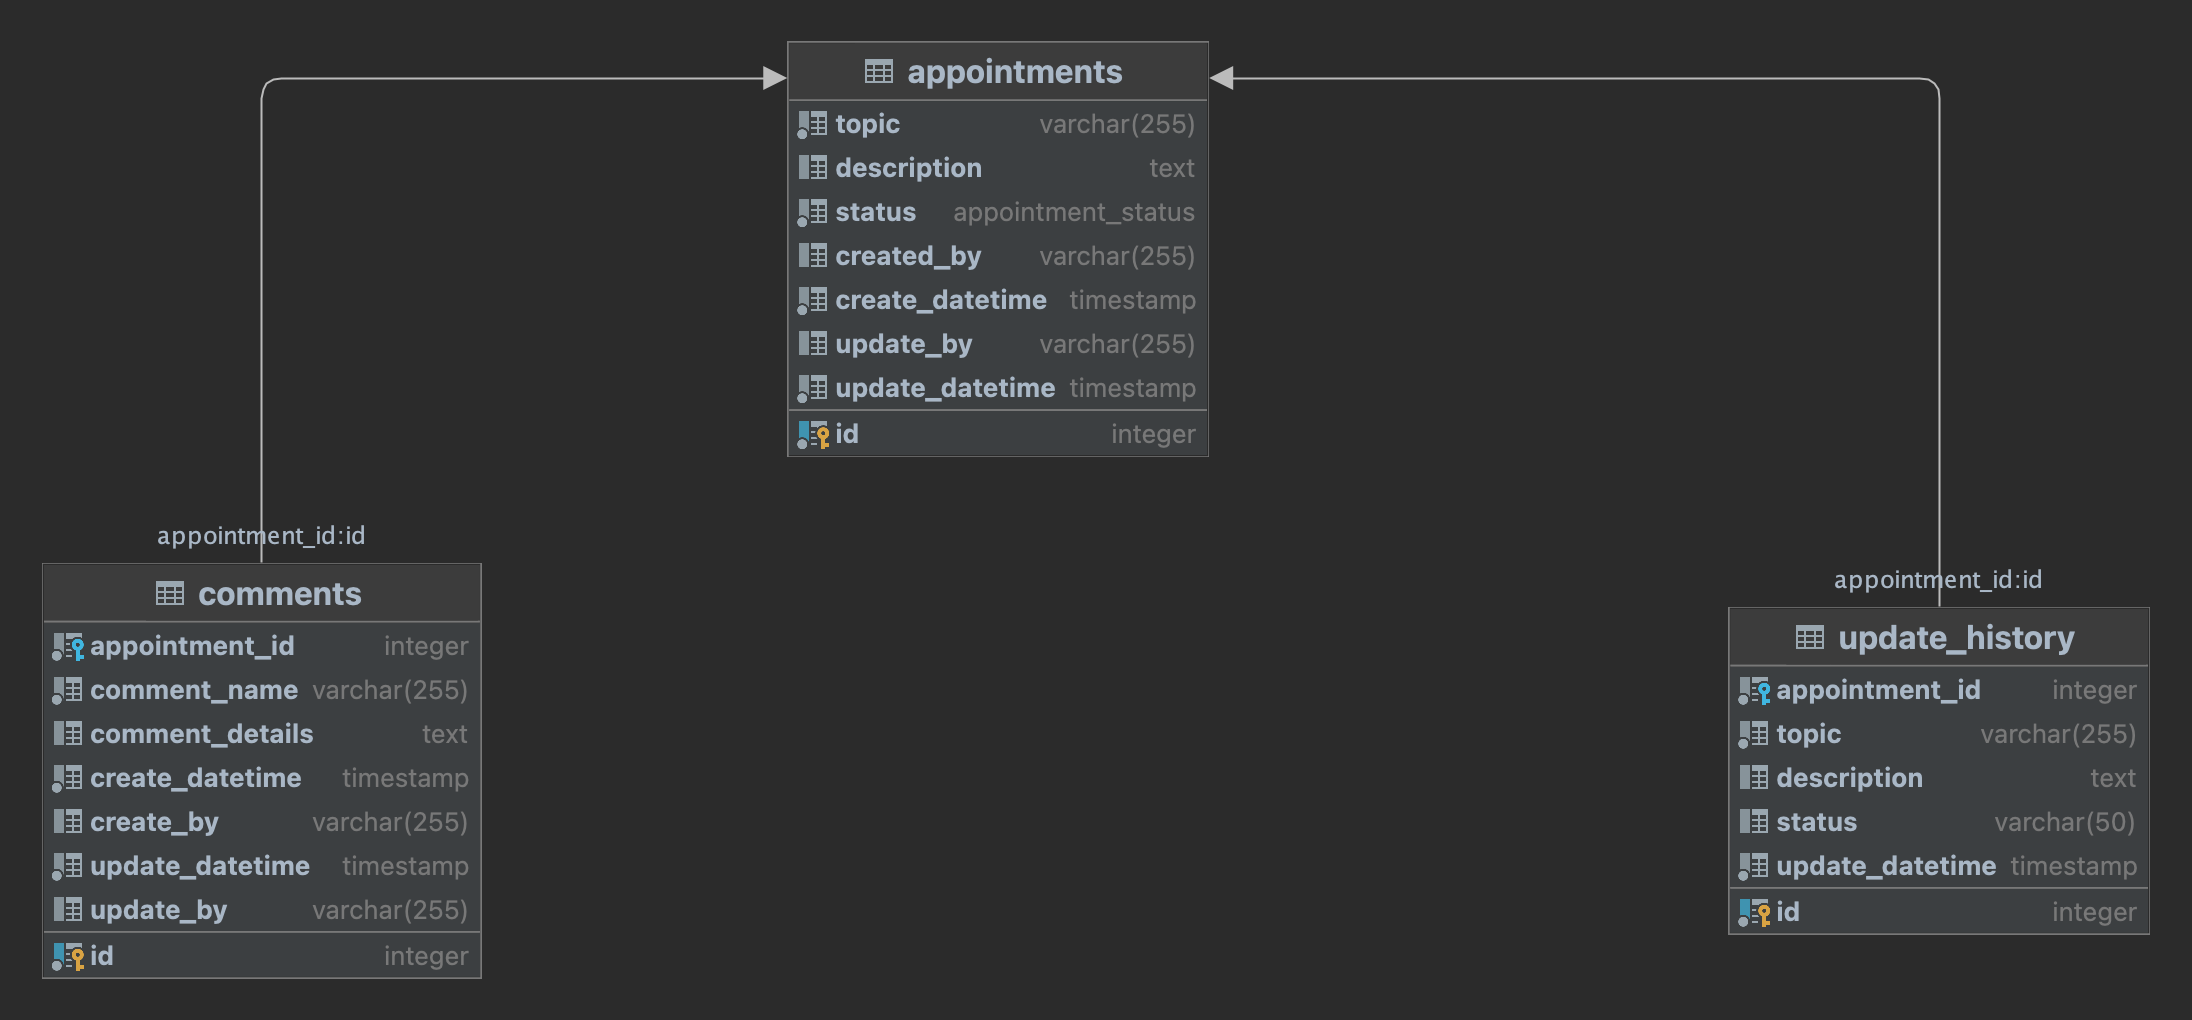 appointments
topic varchar(255)
description text
status appointment_status
created_by varchar(255)
create_datetime timestamp
update_by varchar(255)
update_datetime timestamp
id integer
appointment_id:id
comments
appointment_id integer
comment_name varchar(255)
comment_details text
create_datetime timestamp
create_by varchar(255)
update_datetime timestamp
update_by varchar(255)
id integer
appointment_id:id
update_history
appointment_id integer
topic varchar(255)
description text
status varchar(50)
update_datetime timestamp
id integer